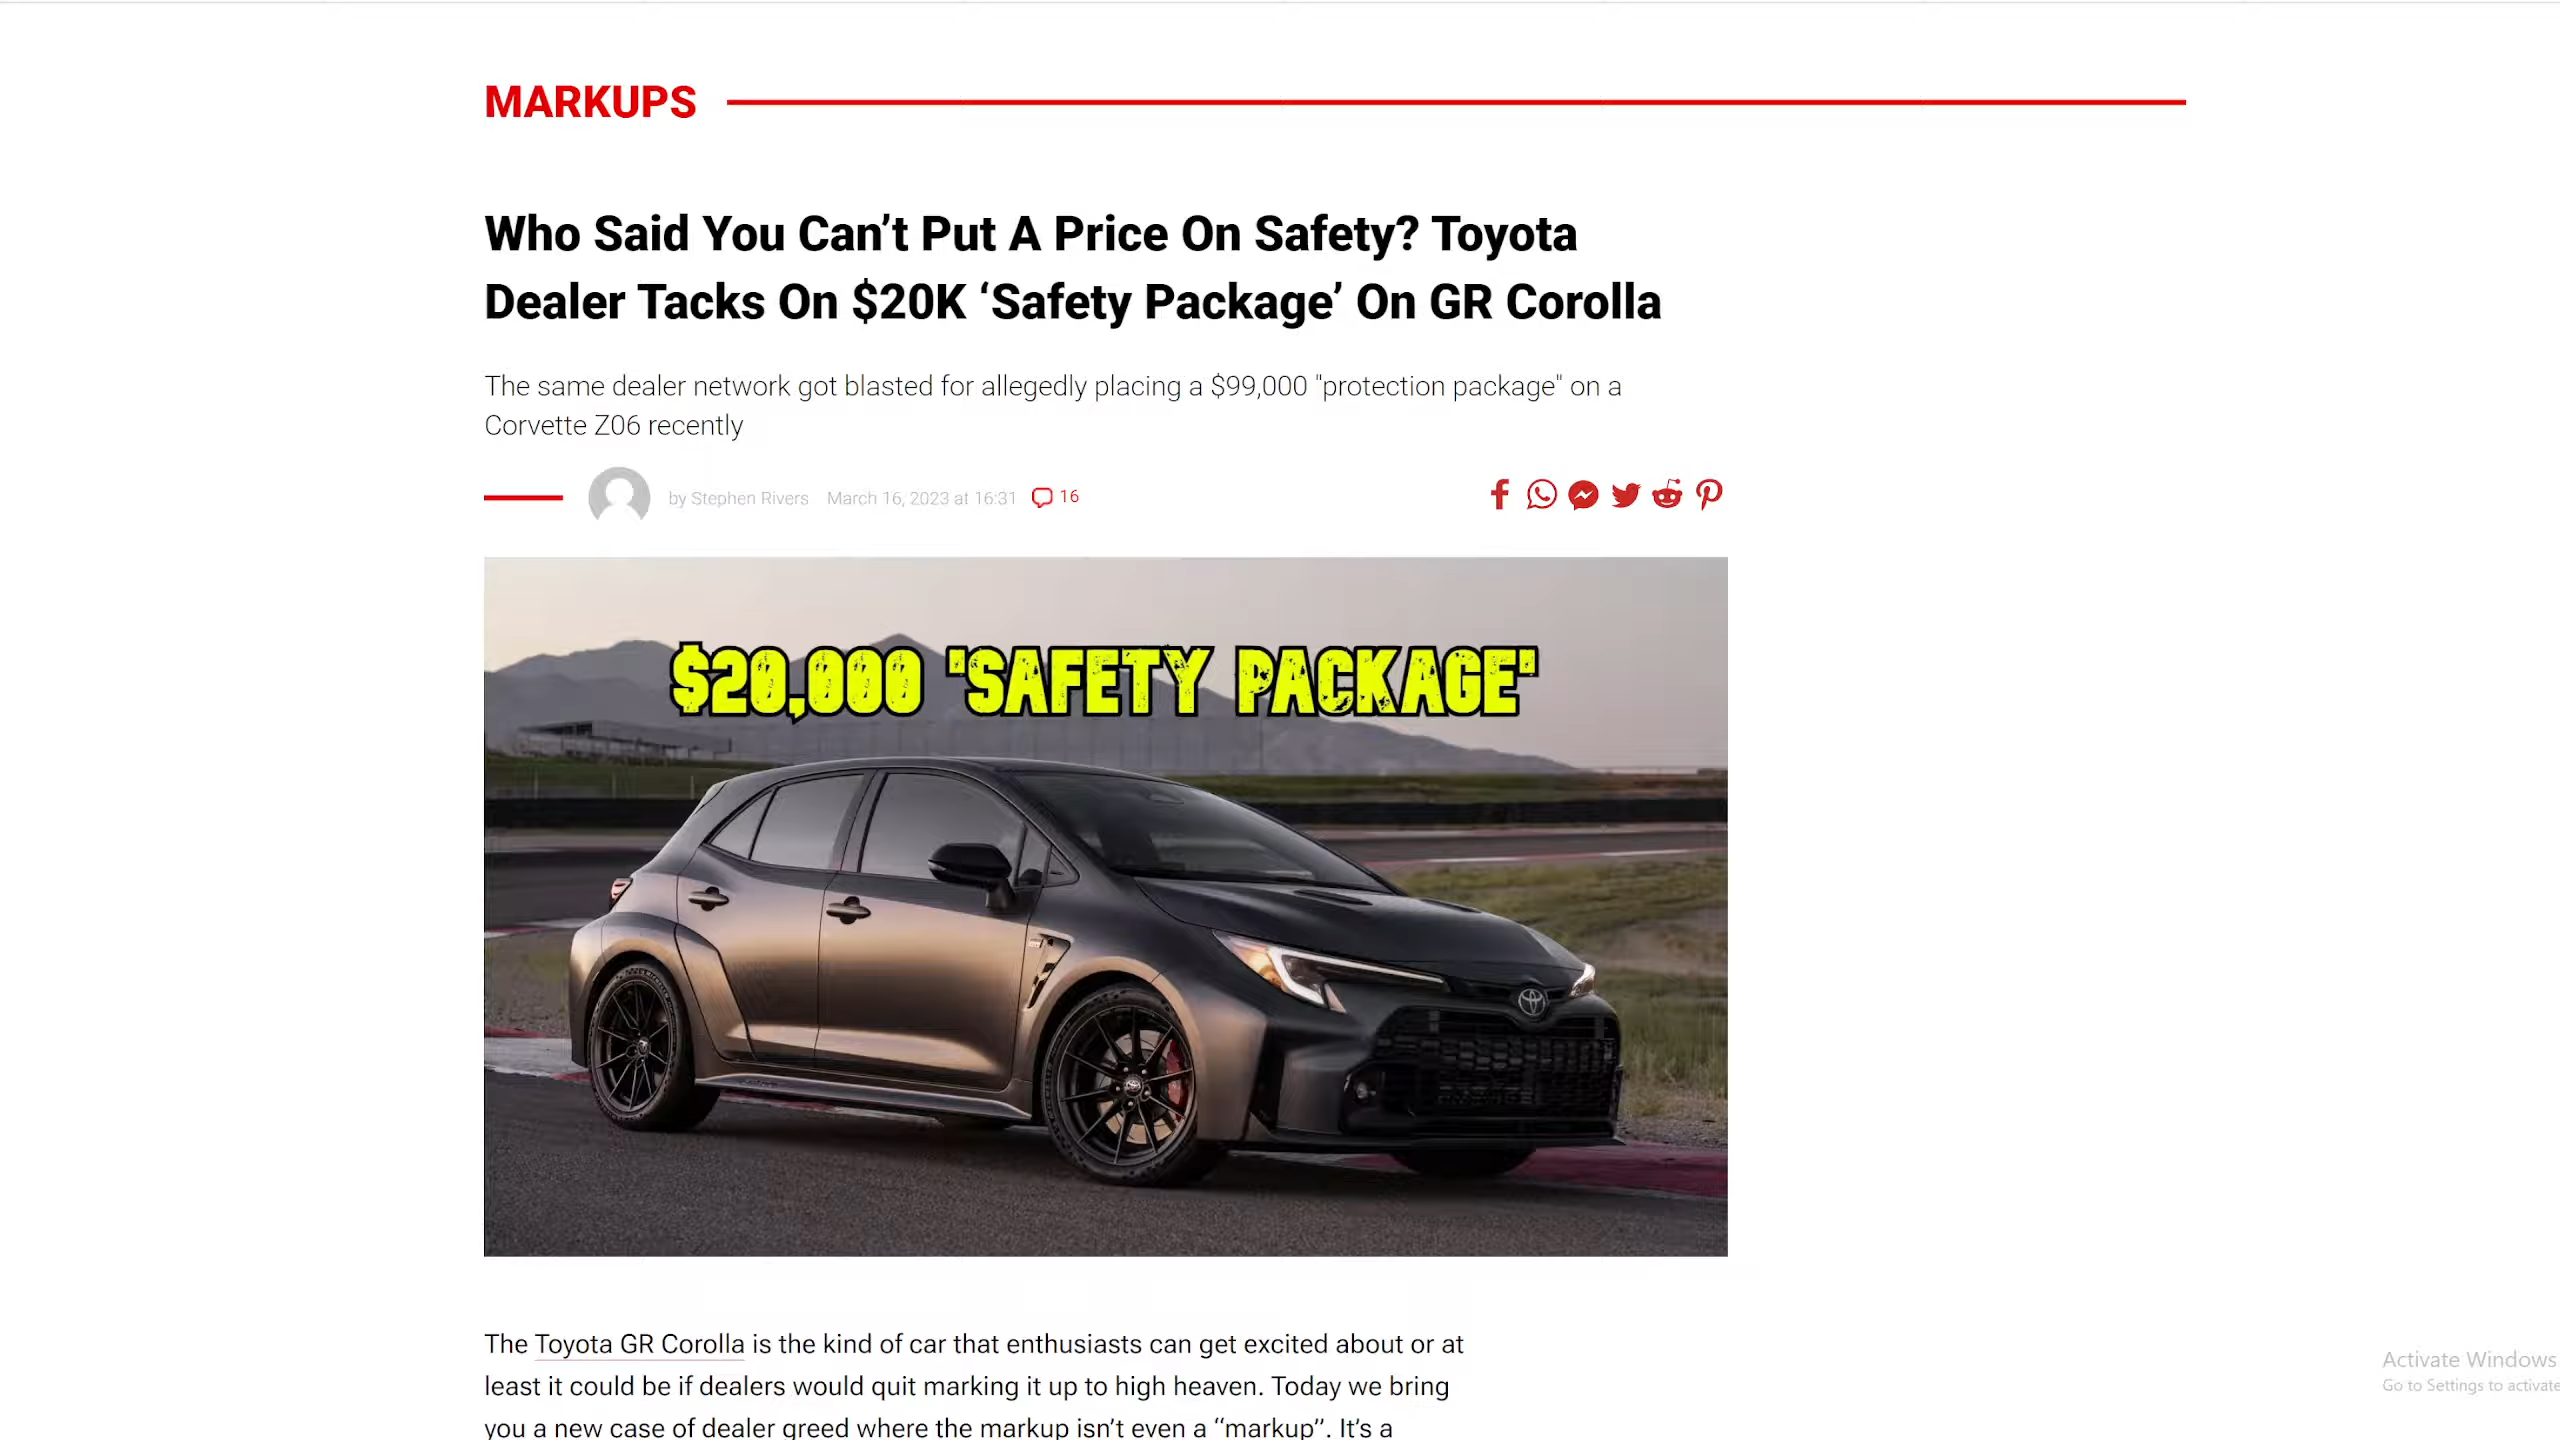 MARKUPS
Who Said You Can’t Put A Price On Safety? Toyota
Dealer Tacks On $20K ‘Safety Package’ On GR Corolla
The same dealer network got blasted for allegedly placing a $99,000 "protection package" on a
Corvette Z06 recently
by Stephen Rivers March 16, 2023 at 16:31 16
$20,000 'SAFETY PACKAGE'
The Toyota GR Corolla is the kind of car that enthusiasts can get excited about or at
least it could be if dealers would quit marking it up to high heaven. Today we bring
you a new case of dealer greed where the markup isn’t even a “markup”. It’s a
Activate Windows
Go to Settings to activate